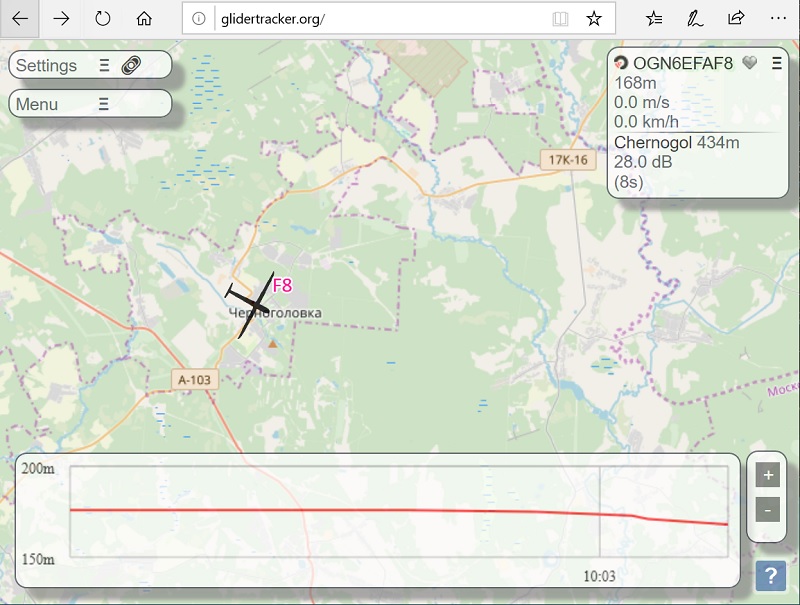 glidertracker.org/
Settings
Menu
OGN6EFAF8
168m
0.0 m/s
0.0 km/h
Chernogol 434m
28.0 dB
(8s)
17K-16
F8
Черноголовка
A-103
Моск
200m
150m
10:03
+
-
?